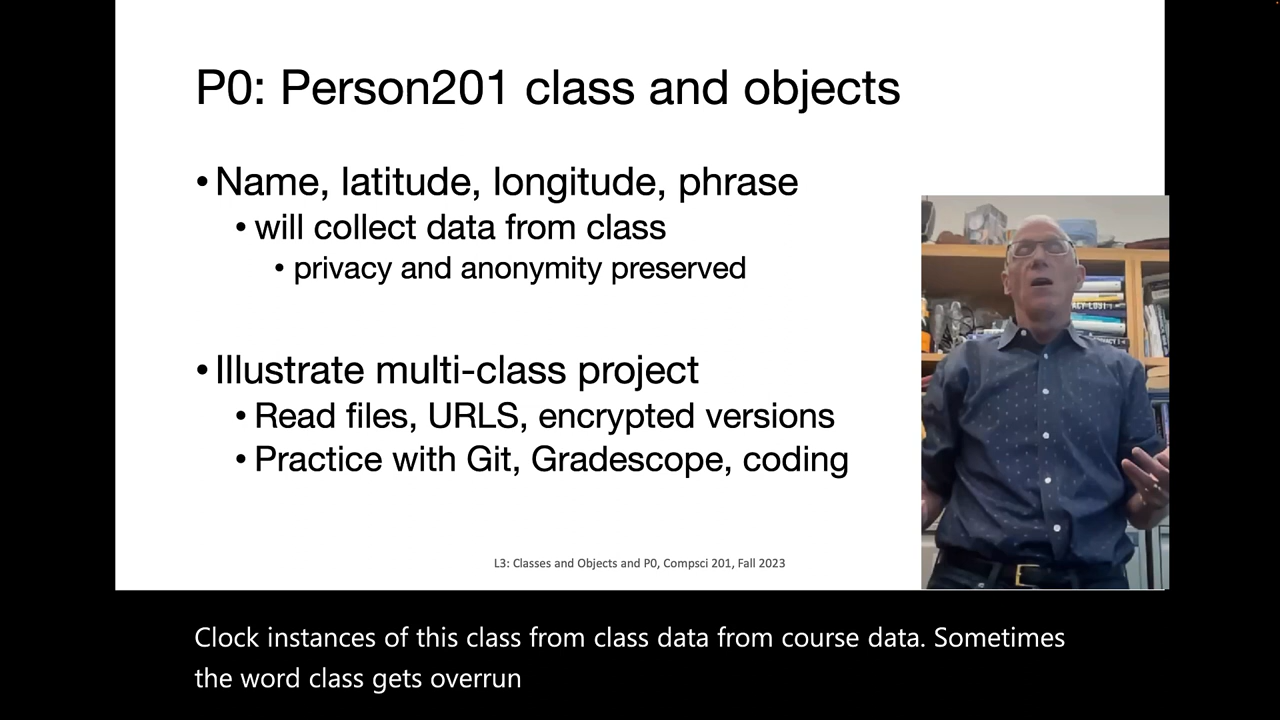 P0: Person201 class and objects
• Name, latitude, longitude, phrase
• will collect data from class
• privacy and anonymity preserved
• Illustrate multi-class project
• Read files, URLS, encrypted versions
• Practice with Git, Gradescope, coding
L3: Classes and Objects and P0, Compsci 201, Fall 2023
Clock instances of this class from class data from course data. Sometimes
the word class gets overrun